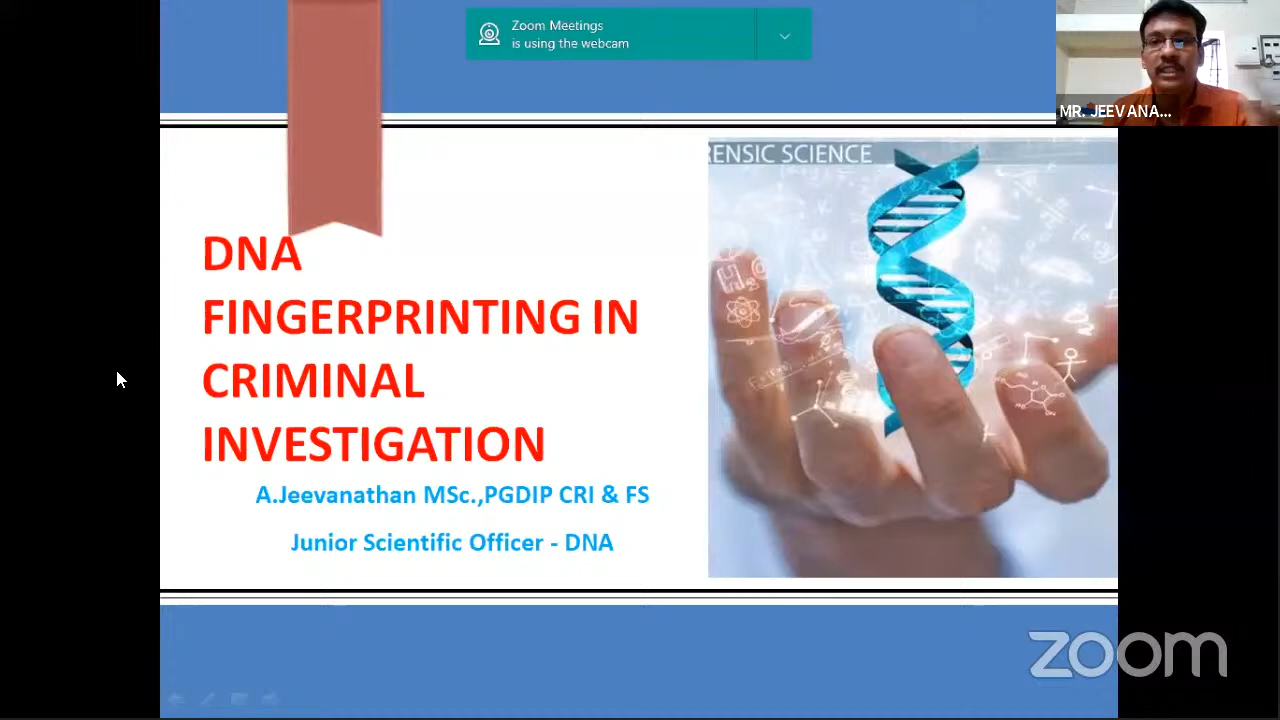 Zoom Meetings
is using the webcam
MR. JEEVANA...
RENSIC SCIENCE
DNA
FINGERPRINTING IN
CRIMINAL
INVESTIGATION
A.Jeevanathan MSc.,PGDIP CRI & FS
Junior Scientific Officer - DNA
zoom